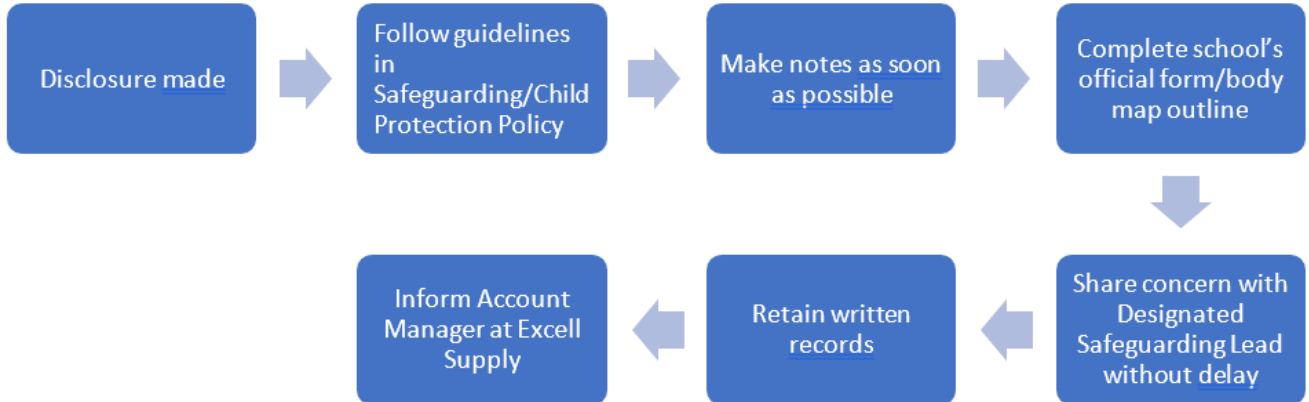 Disclosure made
Follow guidelines
in
Safeguarding/Child
Protection Policy
Make notes as soon
as possible
Complete school's
official form/body
map outline
Share concern with
Designated
Safeguarding Lead
without delay
Retain written
records
Inform Account
Manager at Excell
Supply